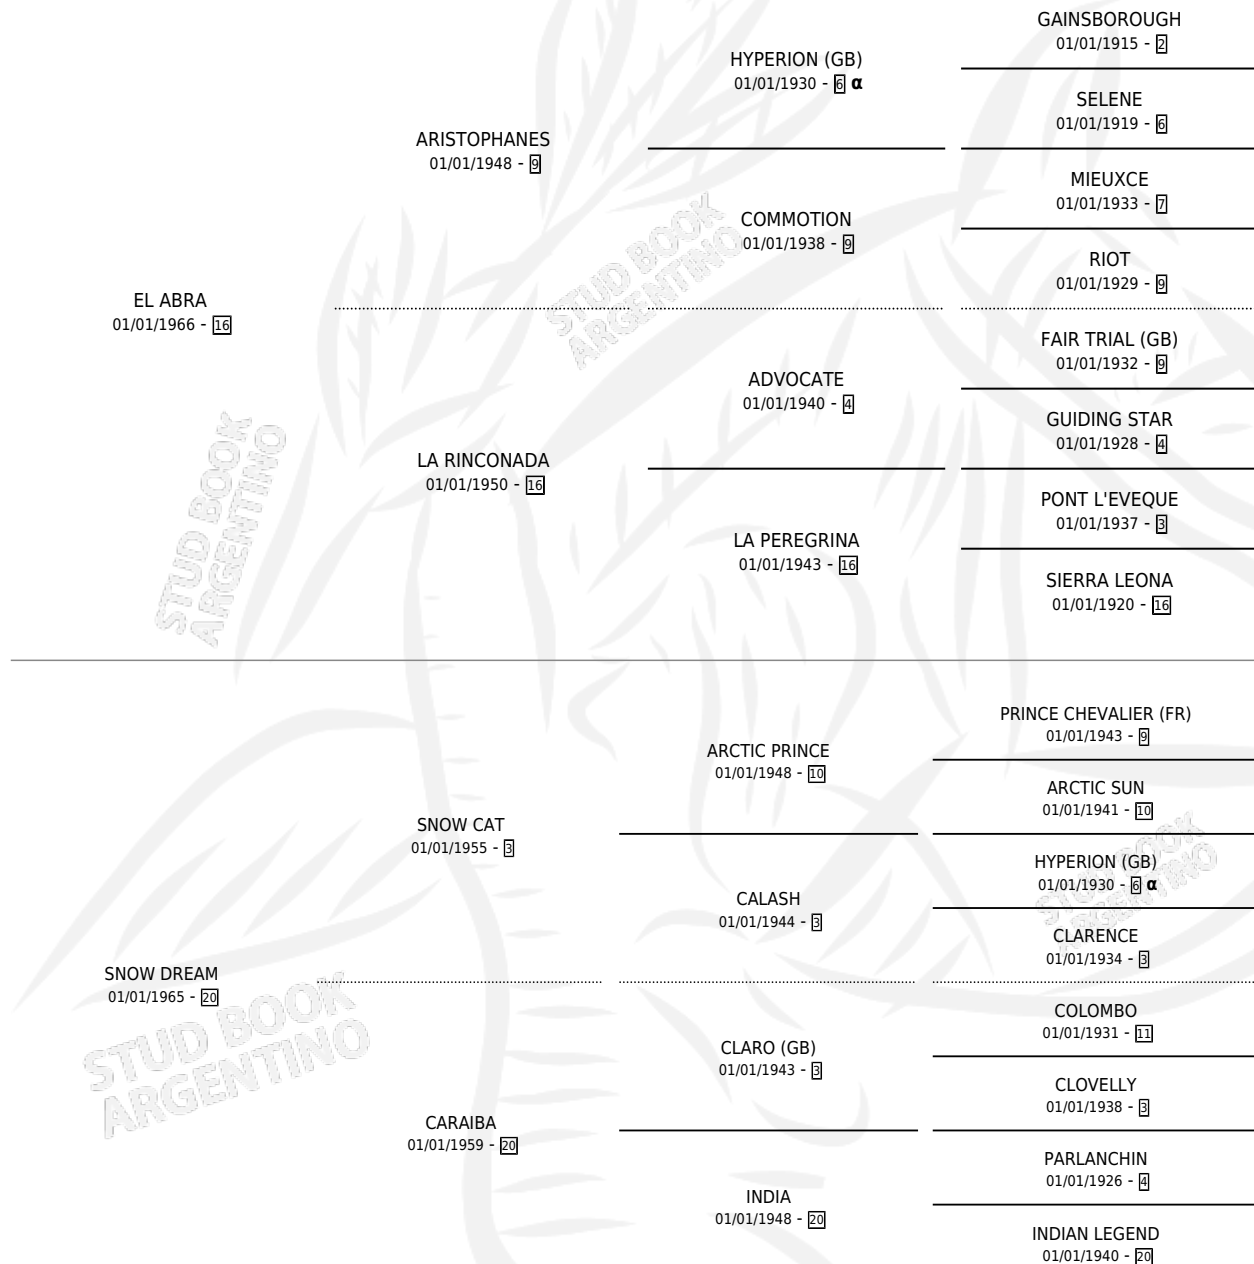 GAINSBOROUGH
01/01/1915 - 2
HYPERION (GB)
01/01/1930 - 6 α
SELENE
01/01/1919 - 6
ARISTOPHANES
01/01/1948 - 9
MIEUXCE
01/01/1933 - 7
COMMOTION
01/01/1938 - 9
RIOT
01/01/1929 - 9
EL ABRA
01/01/1966 - 16
FAIR TRIAL (GB)
01/01/1932 - 9
ADVOCATE
01/01/1940 - 4
GUIDING STAR
01/01/1928 - 4
LA RINCONADA
01/01/1950 - 16
PONT L'EVEQUE
01/01/1937 - 3
LA PEREGRINA
01/01/1943 - 16
SIERRA LEONA
01/01/1920 - 16
PRINCE CHEVALIER (FR)
01/01/1943 - 9
ARCTIC PRINCE
01/01/1948 - 10
ARCTIC SUN
01/01/1941 - 10
SNOW CAT
01/01/1955 - 3
HYPERION (GB)
01/01/1930 - 6 α
CALASH
01/01/1944 - 3
CLARENCE
01/01/1934 - 3
SNOW DREAM
01/01/1965 - 20
COLOMBO
01/01/1931 - 11
CLARO (GB)
01/01/1943 - 3
CLOVELLY
01/01/1938 - 3
CARAIBA
01/01/1959 - 20
PARLANCHIN
01/01/1926 - 4
INDIA
01/01/1948 - 20
INDIAN LEGEND
01/01/1940 - 20
STUD BOOK
ARGENTINO
STUD BOOK
ARGENTINO
STUD BOOK
ARGENTINO
STUD BOOK
ARGENTINO